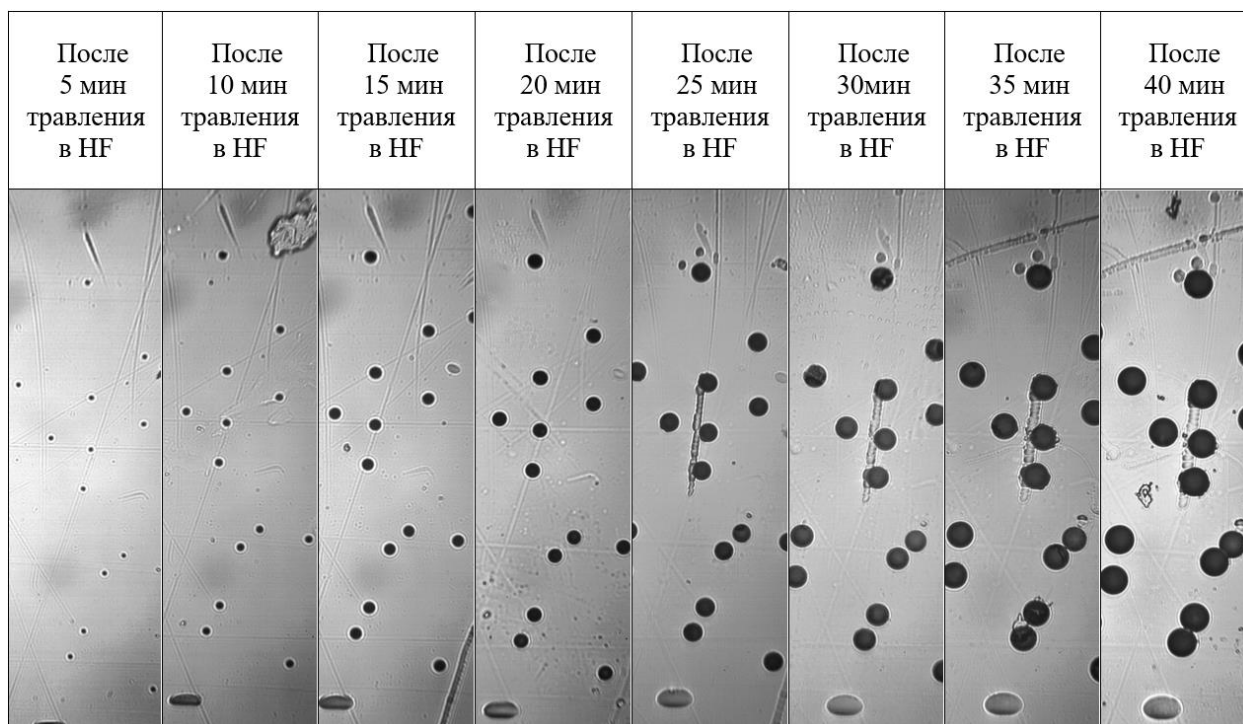 После
5 мин
травления
в HF
После
10 мин
травления
в HF
После
15 мин
травления
в HF
После
20 мин
травления
в HF
После
25 мин
травления
в HF
После
30мин
травления
в HF
После
35 мин
травления
в HF
После
40 мин
травления
в HF